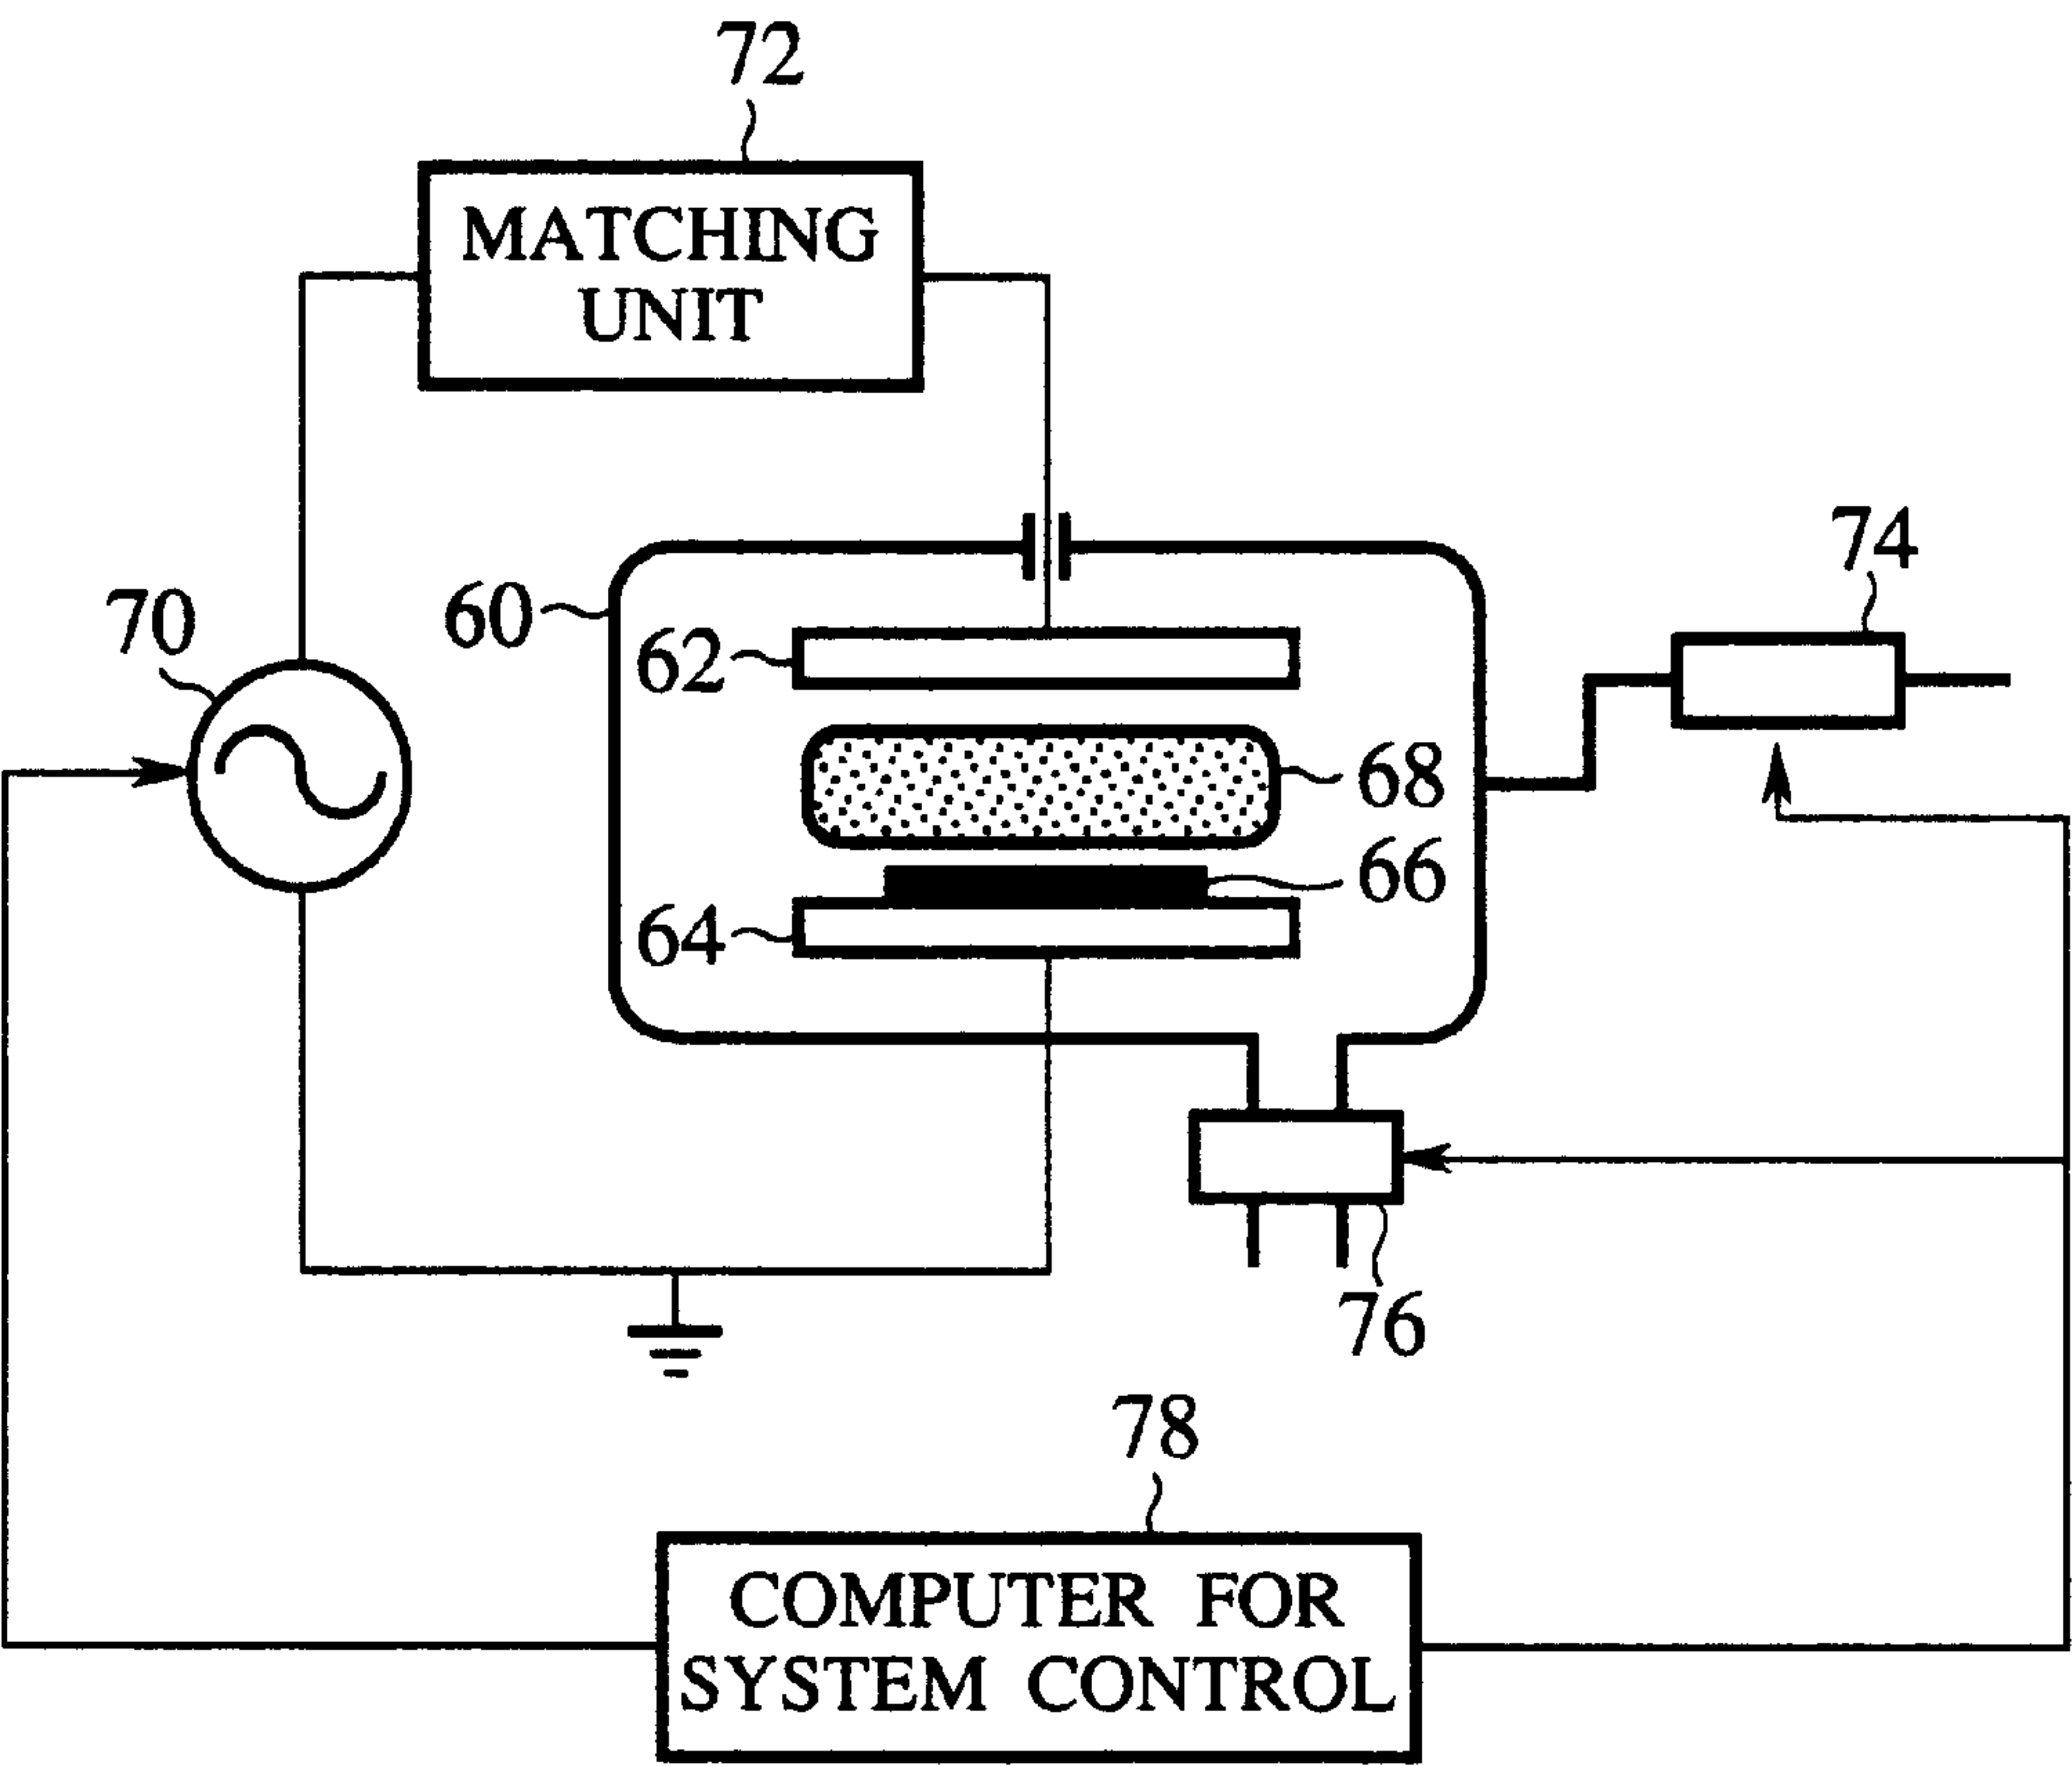 72
MATCHING
UNIT
74
70
60
62
68
66
64
76
78
COMPUTER FOR
SYSTEM CONTROL